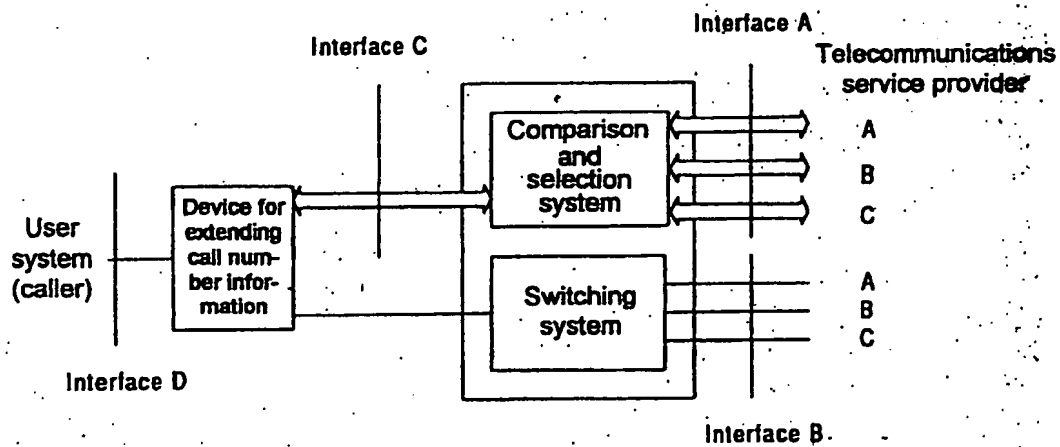 Interface C
Interface A
Telecommunications
service provider
Comparison
and
selection
system
A
B
C
User
system
(caller)
Device for
extending
call num-
ber infor-
mation
Switching
system
A
B
C
Interface D
Interface B